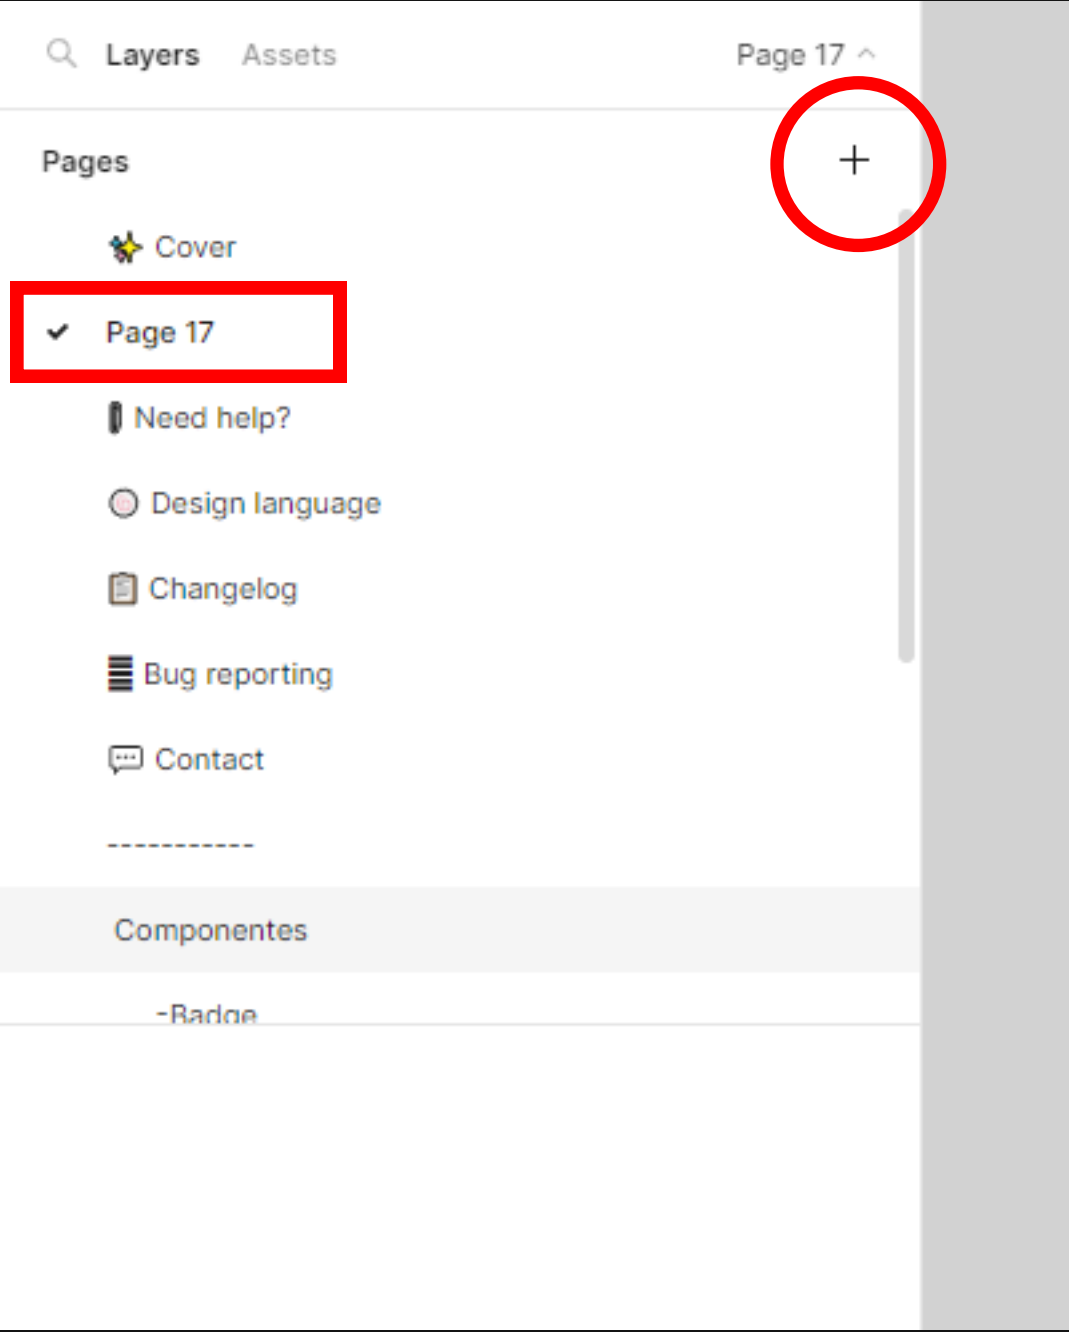 Layers Assets Page 17
Pages
Cover
Page 17
Need help?
Design language
Changelog
Bug reporting
Contact
-----------
Componentes
-Badge